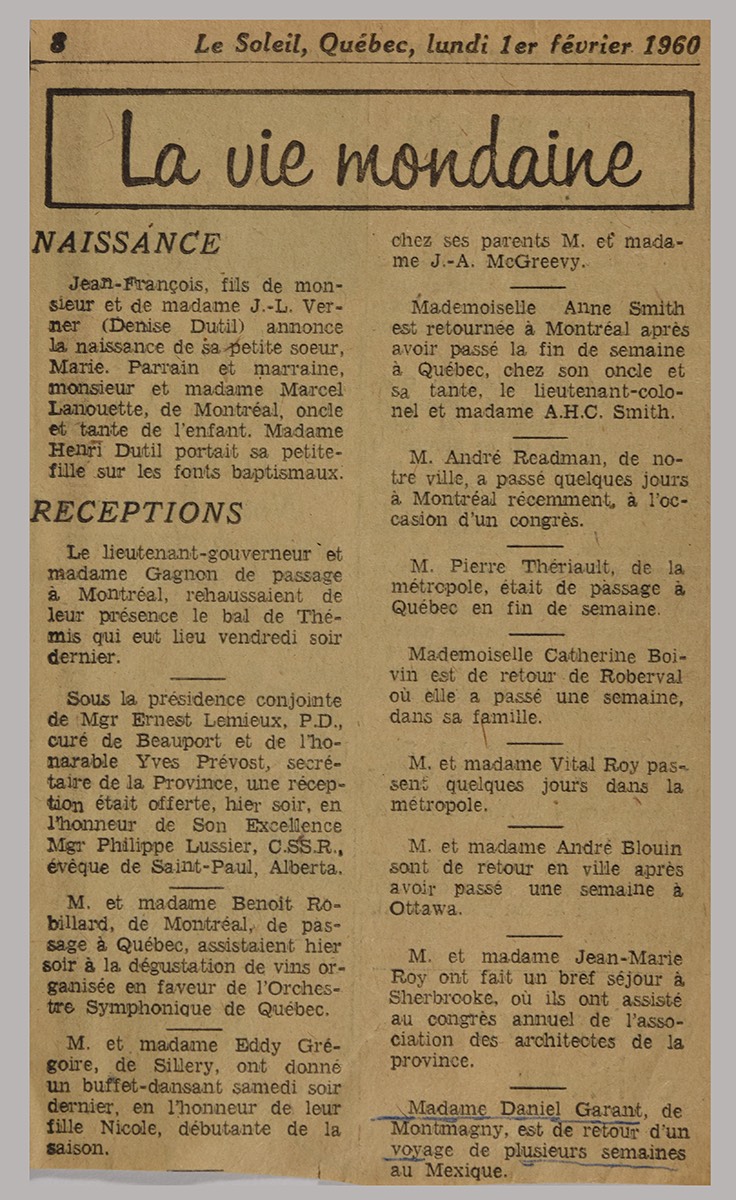 8 Le Soleil, Québec, lundi 1er février 1960
La vie mondaine
NAISSANCE
Jean-François, fils de mon-
sieur et de madame J.-L. Ver-
ner (Denise Dutil) annonce
la naissance de sa petite soeur,
Marie. Parrain et marraine,
monsieur et madame Marcel
Lanouette, de Montréal, oncle
et tante de l'enfant. Madame
Henri Dutil portait sa petite-
fille sur les fonts baptismaux.
RECEPTIONS
Le lieutenant-gouverneur et
madame Gagnon de passage
à Montréal, rehaussaient de
leur présence le bal de Thé-
mis qui eut lieu vendredi soir
dernier.
Sous la présidence conjointe
de Mgr Ernest Lemieux, P.D.,
curé de Beauport et de l'ho-
narable Yves Prévost, secré-
taire de la Province, une récep-
tion était offerte, hier soir, en
l'honneur de Son Excellence
Mgr Philippe Lussier, C.SS.R.,
évêque de Saint-Paul, Alberta.
M. et madame Benoît Ro-
billard, de Montréal, de pas-
sage à Québec, assistaient hier
soir à la dégustation de vins or-
ganisée en faveur de l'Orches-
tre Symphonique de Québec.
M. et madame Eddy Gré-
goire, de Sillery, ont donné
un buffet-dansant samedi soir
dernier, en l'honneur de leur
fille Nicole, débutante de la
saison.
chez ses parents M. et mada-
me J.-A. McGreevy.
Mademoiselle Anne Smith
est retournée à Montréal après
avoir passé la fin de semaine
à Québec, chez son oncle et
sa tante, le lieutenant-colo-
nel et madame A.H.C. Smith.
M. André Readman, de no-
tre ville, a passé quelques jours
à Montréal récemment, à l'oc-
casion d'un congrès.
M. Pierre Thériault, de la
métropole, était de passage à
Québec en fin de semaine.
Mademoiselle Catherine Boi-
vin est de retour de Roberval
où elle a passé une semaine,
dans sa famille.
M. et madame Vital Roy pas-
sent quelques jours dans la
métropole.
M. et madame André Blouin
sont de retour en ville après
avoir passé une semaine à
Ottawa.
M. et madame Jean-Marie
Roy ont fait un bref séjour à
Sherbrooke, où ils ont assisté
au congrès annuel de l'asso-
ciation des architectes de la
province.
Madame Daniel Garant, de
Montmagny, est de retour d'un
voyage de plusieurs semaines
au Mexique.